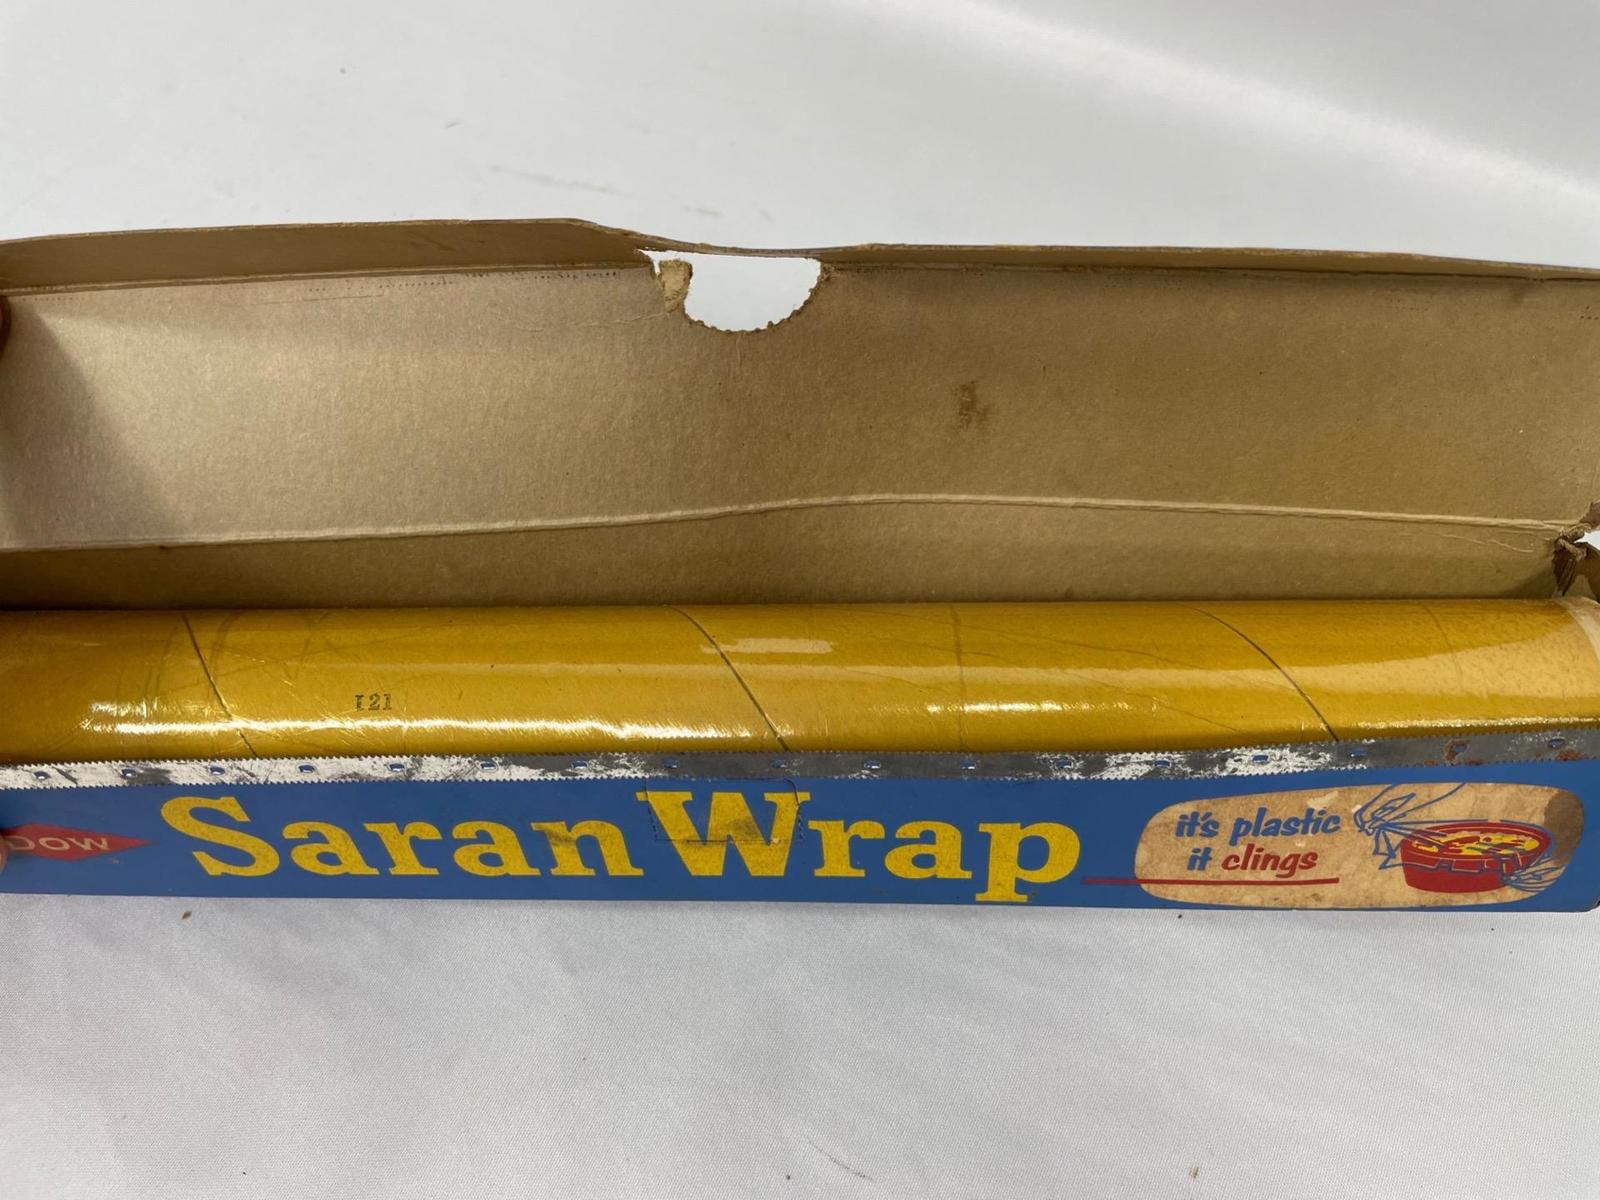 121
DOW
Saran Wrap
it's plastic
it clings